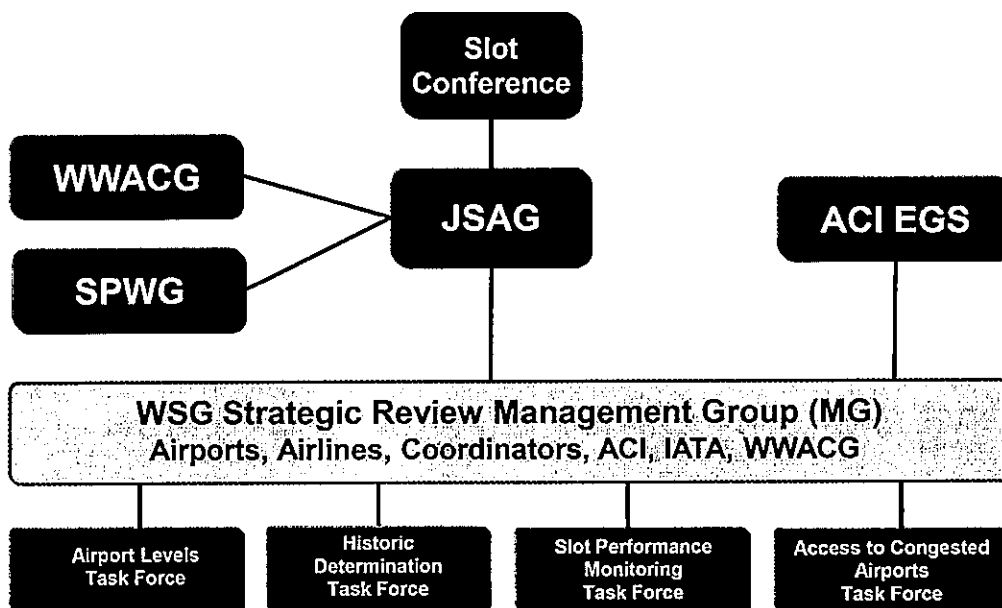 Slot
Conference
WWACG
JSAG
ACI EGS
SPWG
WSG Strategic Review Management Group (MG)
Airports, Airlines, Coordinators, ACI, IATA, WWACG
Airport Levels
Task Force
Historic
Determination
Task Force
Slot Performance
Monitoring
Task Force
Access to Congested
Airports
Task Force